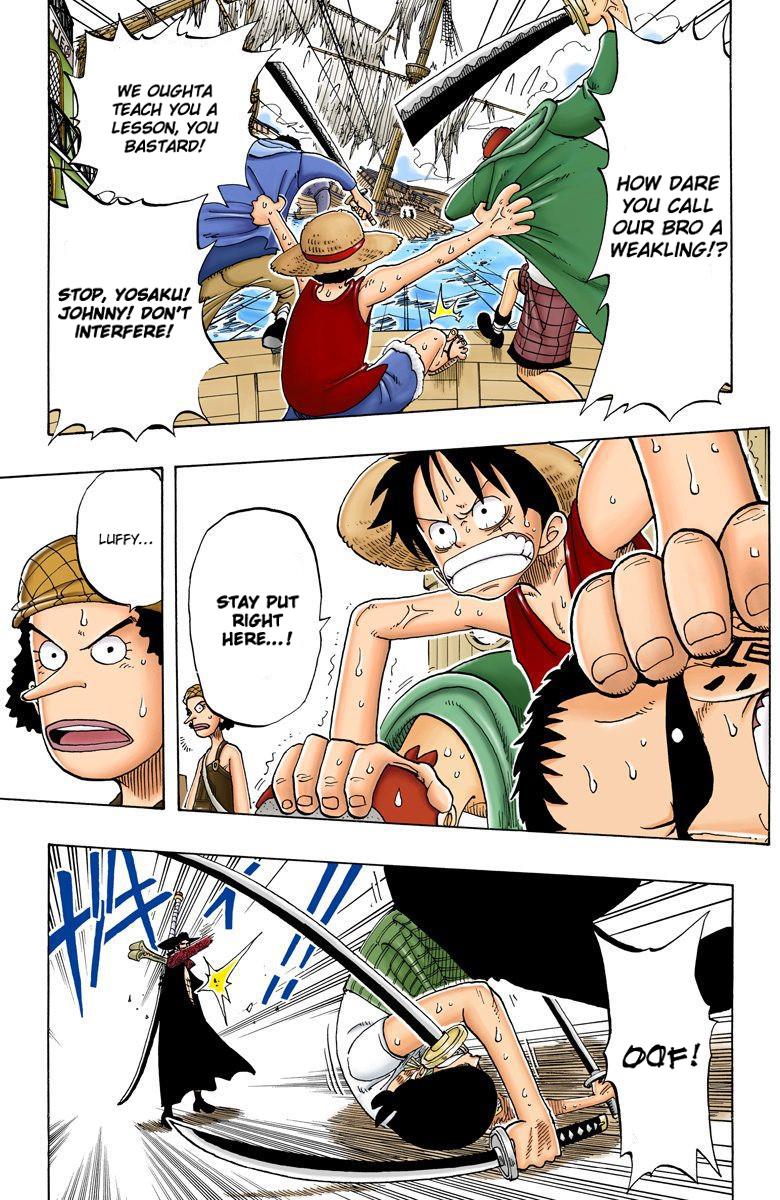 HOW DARE
YOU CALL
OUR BRO A
WEAKLING!?
WE OUGHTA
TEACH YOU A
LESSON, YOU
BASTARD!
STOP, YOSAKU!
JOHNNY! DON'T
INTERFERE!
STAY PUT
RIGHT
HERE...!
LUFFY...
OOF!